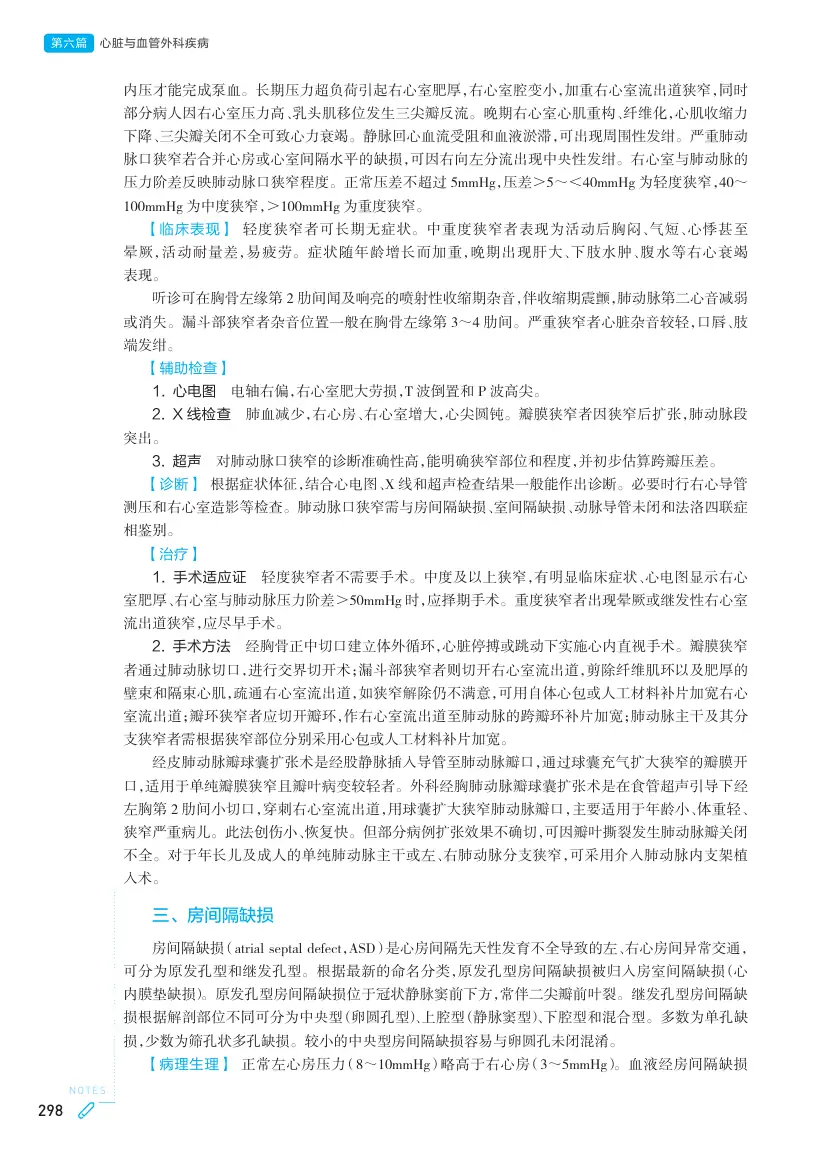 第六篇 心脏与血管外科疾病
内压才能完成泵血。长期压力超负荷引起右心室肥厚,右心室腔变小,加重右心室流出道狭窄,同时
部分病人因右心室压力高、乳头肌移位发生三尖瓣反流。晚期右心室心肌重构、纤维化,心肌收缩力
下降、三尖瓣关闭不全可致心力衰竭。静脉回心血流受阻和血液淤滞,可出现周围性发绀。严重肺动
脉口狭窄若合并心房或心室间隔水平的缺损,可因右向左分流出现中央性发绀。右心室与肺动脉的
压力阶差反映肺动脉口狭窄程度。正常压差不超过 5mmHg,压差>5～<40mmHg 为轻度狭窄,40～
100mmHg 为中度狭窄,>100mmHg 为重度狭窄。
【临床表现】 轻度狭窄者可长期无症状。中重度狭窄者表现为活动后胸闷、气短、心悸甚至
晕厥,活动耐量差,易疲劳。症状随年龄增长而加重,晚期出现肝大、下肢水肿、腹水等右心衰竭
表现。
听诊可在胸骨左缘第 2 肋间闻及响亮的喷射性收缩期杂音,伴收缩期震颤,肺动脉第二心音减弱
或消失。漏斗部狭窄者杂音位置一般在胸骨左缘第 3～4 肋间。严重狭窄者心脏杂音较轻,口唇、肢
端发绀。
【辅助检查】
1. 心电图 电轴右偏,右心室肥大劳损,T 波倒置和 P 波高尖。
2. X 线检查 肺血减少,右心房、右心室增大,心尖圆钝。瓣膜狭窄者因狭窄后扩张,肺动脉段
突出。
3. 超声 对肺动脉口狭窄的诊断准确性高,能明确狭窄部位和程度,并初步估算跨瓣压差。
【诊断】 根据症状体征,结合心电图、X 线和超声检查结果一般能作出诊断。必要时行右心导管
测压和右心室造影等检查。肺动脉口狭窄需与房间隔缺损、室间隔缺损、动脉导管未闭和法洛四联症
相鉴别。
【治疗】
1. 手术适应证 轻度狭窄者不需要手术。中度及以上狭窄,有明显临床症状、心电图显示右心
室肥厚、右心室与肺动脉压力阶差>50mmHg 时,应择期手术。重度狭窄者出现晕厥或继发性右心室
流出道狭窄,应尽早手术。
2. 手术方法 经胸骨正中切口建立体外循环,心脏停搏或跳动下实施心内直视手术。瓣膜狭窄
者通过肺动脉切口,进行交界切开术;漏斗部狭窄者则切开右心室流出道,剪除纤维肌环以及肥厚的
壁束和隔束心肌,疏通右心室流出道,如狭窄解除仍不满意,可用自体心包或人工材料补片加宽右心
室流出道;瓣环狭窄者应切开瓣环,作右心室流出道至肺动脉的跨瓣环补片加宽;肺动脉主干及其分
支狭窄者需根据狭窄部位分别采用心包或人工材料补片加宽。
经皮肺动脉瓣球囊扩张术是经股静脉插入导管至肺动脉瓣口,通过球囊充气扩大狭窄的瓣膜开
口,适用于单纯瓣膜狭窄且瓣叶病变较轻者。外科经胸肺动脉瓣球囊扩张术是在食管超声引导下经
左胸第 2 肋间小切口,穿刺右心室流出道,用球囊扩大狭窄肺动脉瓣口,主要适用于年龄小、体重轻、
狭窄严重病儿。此法创伤小、恢复快。但部分病例扩张效果不确切,可因瓣叶撕裂发生肺动脉瓣关闭
不全。对于年长儿及成人的单纯肺动脉主干或左、右肺动脉分支狭窄,可采用介入肺动脉内支架植
入术。
三、房间隔缺损
房间隔缺损(atrial septal defect,ASD)是心房间隔先天性发育不全导致的左、右心房间异常交通,
可分为原发孔型和继发孔型。根据最新的命名分类,原发孔型房间隔缺损被归入房室间隔缺损(心
内膜垫缺损)。原发孔型房间隔缺损位于冠状静脉窦前下方,常伴二尖瓣前叶裂。继发孔型房间隔缺
损根据解剖部位不同可分为中央型(卵圆孔型)、上腔型(静脉窦型)、下腔型和混合型。多数为单孔缺
损,少数为筛孔状多孔缺损。较小的中央型房间隔缺损容易与卵圆孔未闭混淆。
【病理生理】 正常左心房压力(8～10mmHg)略高于右心房(3～5mmHg)。血液经房间隔缺损
NOTES
298